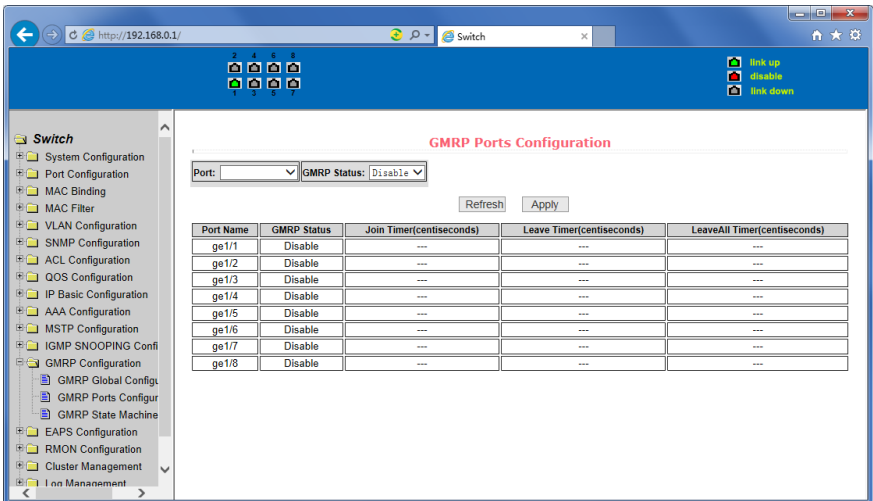 http://192.168.0.1/
Switch
2 4 6 8
1 3 5 7
link up
disable
link down
Switch
System Configuration
Port Configuration
MAC Binding
MAC Filter
VLAN Configuration
SNMP Configuration
ACL Configuration
QOS Configuration
IP Basic Configuration
AAA Configuration
MSTP Configuration
IGMP SNOOPING Confi
GMRP Configuration
GMRP Global Configu
GMRP Ports Configur
GMRP State Machine
EAPS Configuration
RMON Configuration
Cluster Management
Log Management
GMRP Ports Configuration
Port: GMRP Status: Disable
Refresh Apply
Port Name GMRP Status Join Timer(centiseconds) Leave Timer(centiseconds) LeaveAll Timer(centiseconds)
ge1/1 Disable --- --- ---
ge1/2 Disable --- --- ---
ge1/3 Disable --- --- ---
ge1/4 Disable --- --- ---
ge1/5 Disable --- --- ---
ge1/6 Disable --- --- ---
ge1/7 Disable --- --- ---
ge1/8 Disable --- --- ---